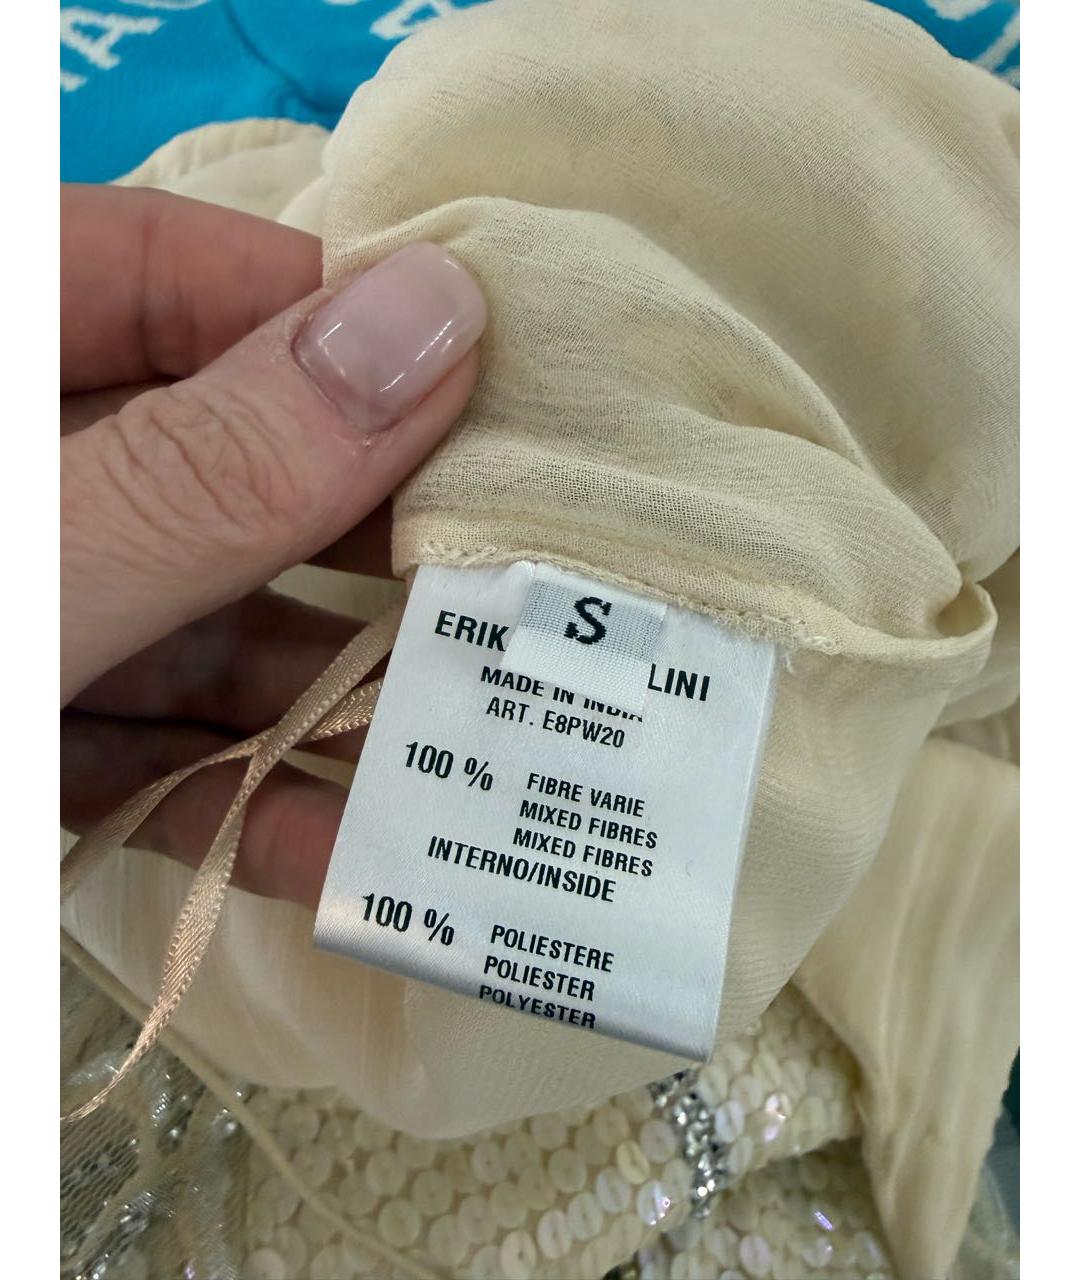 S
ERIK LINI
MADE IN INDIA
ART. E8PW20
100 % FIBRE VARIE
MIXED FIBRES
MIXED FIBRES
INTERNO/INSIDE
100 % POLIESTERE
POLIESTER
POLYESTER